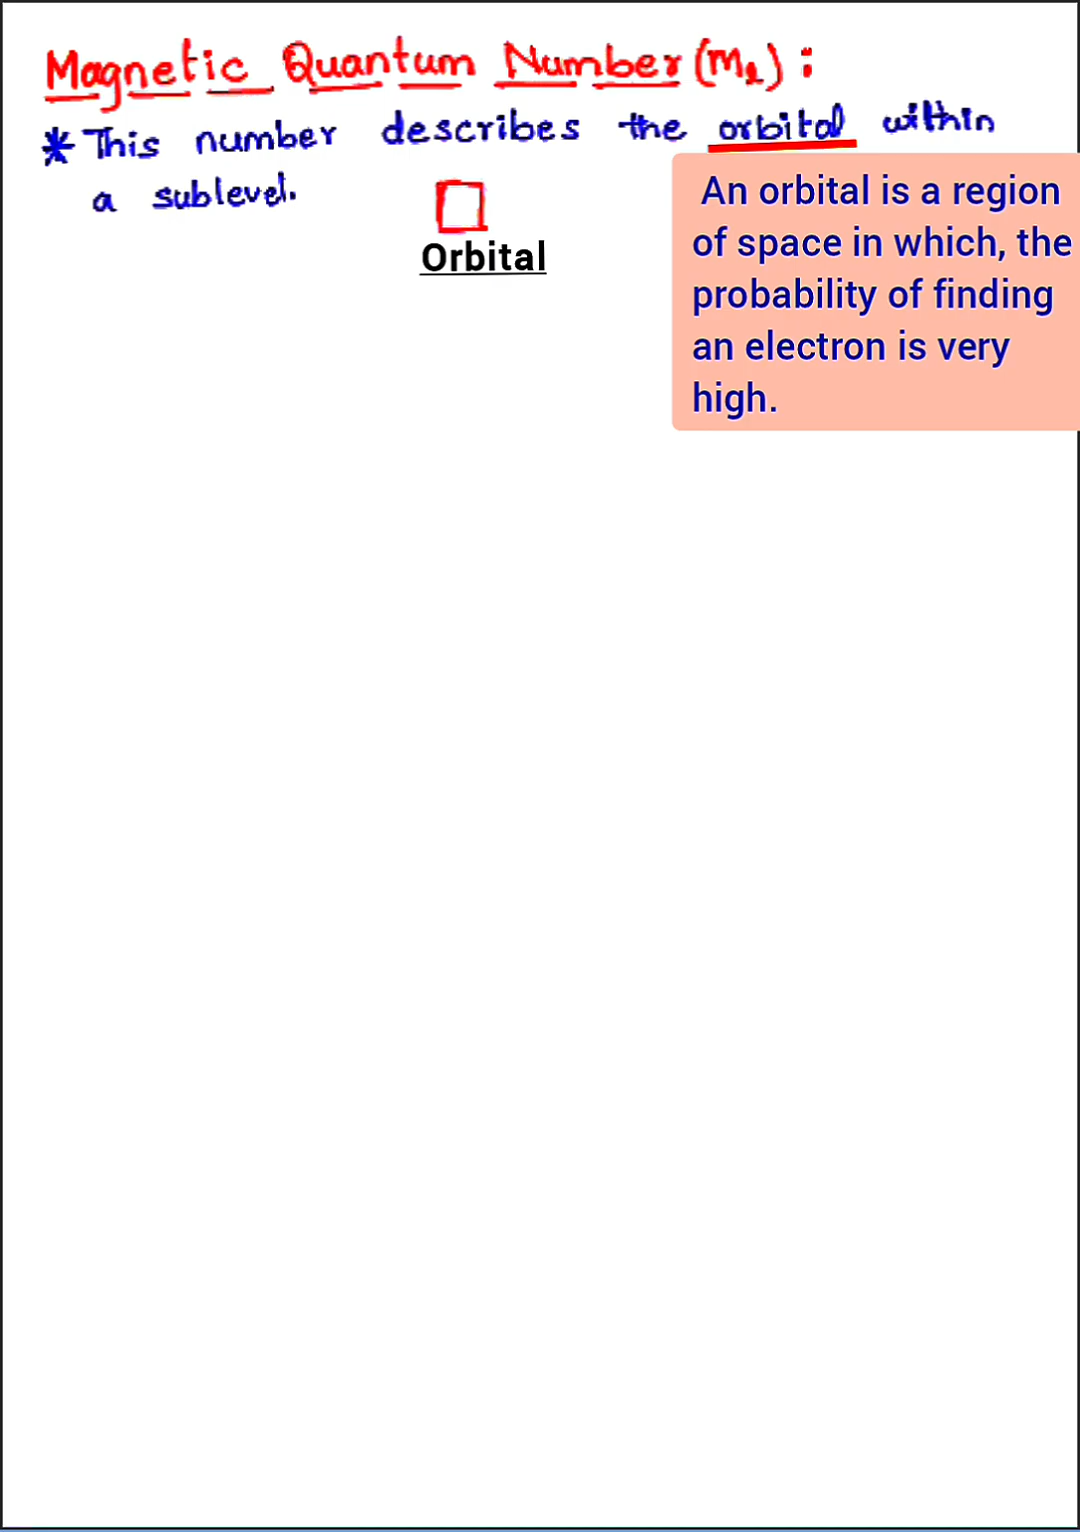 Magnetic Quantum Number (Mℓ) :
* This number describes the orbital within
a sublevel.
Orbital
An orbital is a region
of space in which, the
probability of finding
an electron is very
high.